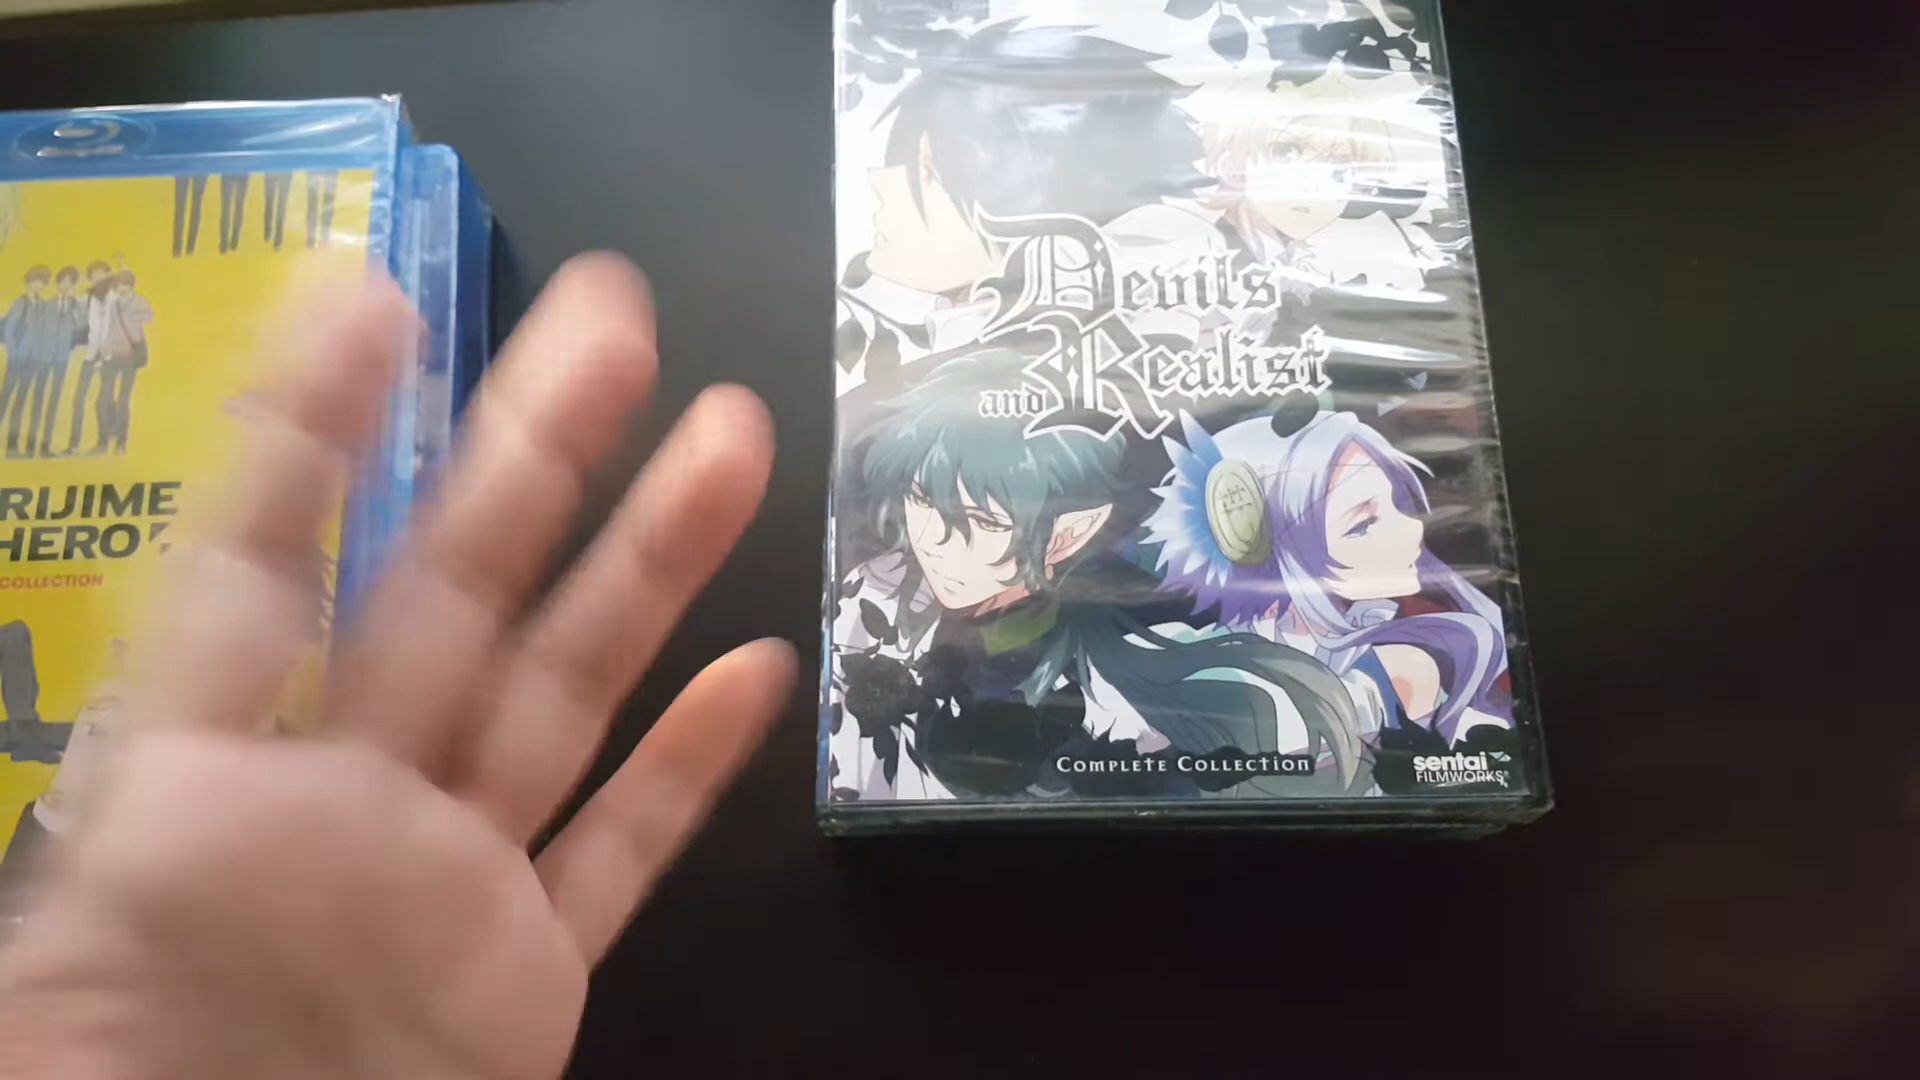 RIJIME
HERO!
COLLECTION
Devils
and Realist
COMPLETE COLLECTION
sentai
FILMWORKS